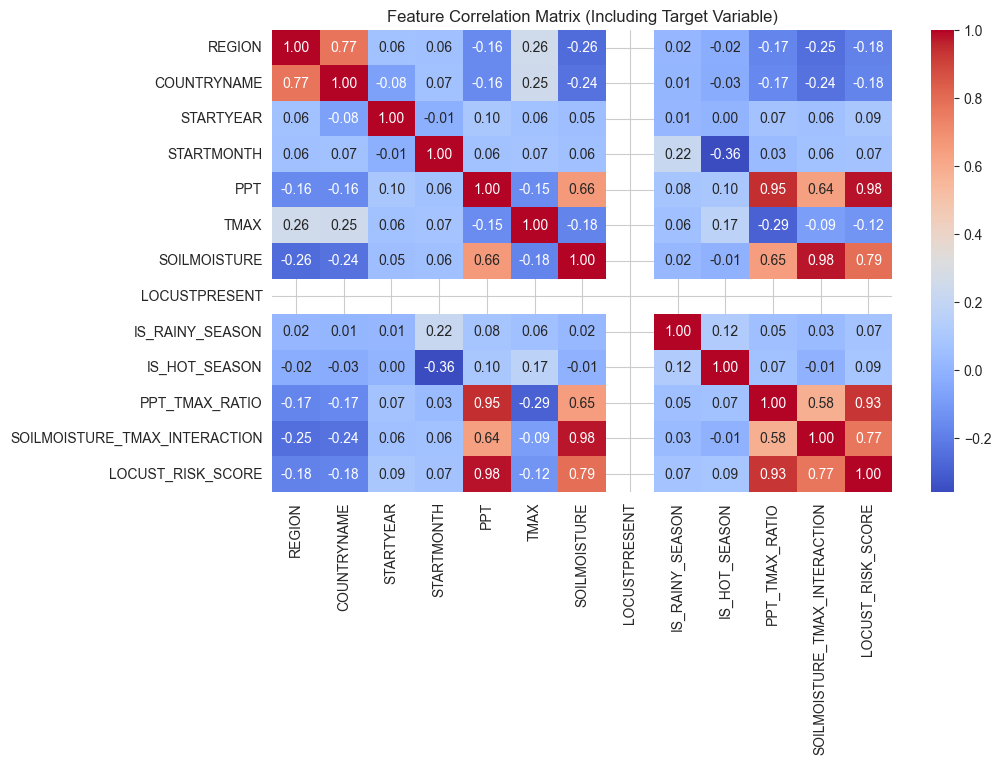 Feature Correlation Matrix (Including Target Variable)
REGION 1.00 0.77 0.06 0.06 -0.16 0.26 -0.26 0.02 -0.02 -0.17 -0.25 -0.18
COUNTRYNAME 0.77 1.00 -0.08 0.07 -0.16 0.25 -0.24 0.01 -0.03 -0.17 -0.24 -0.18
STARTYEAR 0.06 -0.08 1.00 -0.01 0.10 0.06 0.05 0.01 0.00 0.07 0.06 0.09
STARTMONTH 0.06 0.07 -0.01 1.00 0.06 0.07 0.06 0.22 -0.36 0.03 0.06 0.07
PPT -0.16 -0.16 0.10 0.06 1.00 -0.15 0.66 0.08 0.10 0.95 0.64 0.98
TMAX 0.26 0.25 0.06 0.07 -0.15 1.00 -0.18 0.06 0.17 -0.29 -0.09 -0.12
SOILMOISTURE -0.26 -0.24 0.05 0.06 0.66 -0.18 1.00 0.02 -0.01 0.65 0.98 0.79
LOCUSTPRESENT
IS_RAINY_SEASON 0.02 0.01 0.01 0.22 0.08 0.06 0.02 1.00 0.12 0.05 0.03 0.07
IS_HOT_SEASON -0.02 -0.03 0.00 -0.36 0.10 0.17 -0.01 0.12 1.00 0.07 -0.01 0.09
PPT_TMAX_RATIO -0.17 -0.17 0.07 0.03 0.95 -0.29 0.65 0.05 0.07 1.00 0.58 0.93
SOILMOISTURE_TMAX_INTERACTION -0.25 -0.24 0.06 0.06 0.64 -0.09 0.98 0.03 -0.01 0.58 1.00 0.77
LOCUST_RISK_SCORE -0.18 -0.18 0.09 0.07 0.98 -0.12 0.79 0.07 0.09 0.93 0.77 1.00
REGION
COUNTRYNAME
STARTYEAR
STARTMONTH
PPT
TMAX
SOILMOISTURE
LOCUSTPRESENT
IS_RAINY_SEASON
IS_HOT_SEASON
PPT_TMAX_RATIO
SOILMOISTURE_TMAX_INTERACTION
LOCUST_RISK_SCORE
1.0
0.8
0.6
0.4
0.2
0.0
−0.2